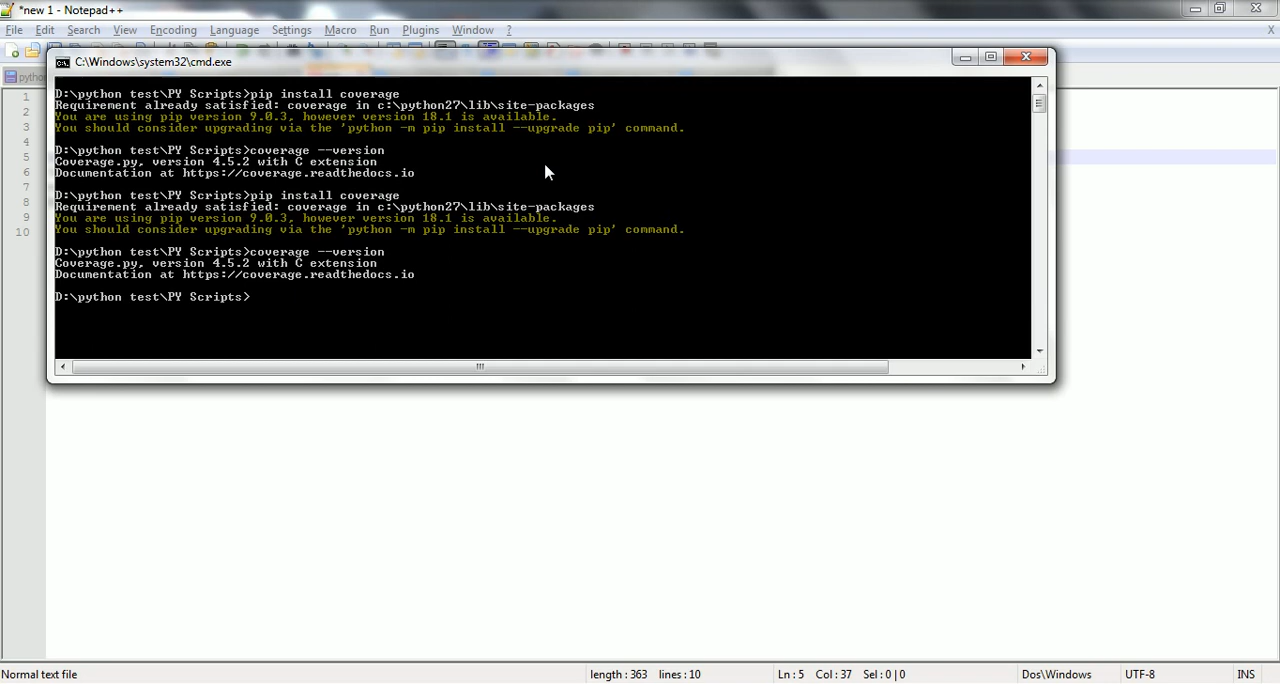 *new 1 - Notepad++
File Edit Search View Encoding Language Settings Macro Run Plugins Window ? X
C:\Windows\system32\cmd.exe
python
D:\python test\PY Scripts>pip install coverage
Requirement already satisfied: coverage in c:\python27\lib\site-packages
You are using pip version 9.0.3, however version 18.1 is available.
You should consider upgrading via the 'python -m pip install --upgrade pip' command.
D:\python test\PY Scripts>coverage --version
Coverage.py, version 4.5.2 with C extension
Documentation at https://coverage.readthedocs.io
D:\python test\PY Scripts>pip install coverage
Requirement already satisfied: coverage in c:\python27\lib\site-packages
You are using pip version 9.0.3, however version 18.1 is available.
You should consider upgrading via the 'python -m pip install --upgrade pip' command.
D:\python test\PY Scripts>coverage --version
Coverage.py, version 4.5.2 with C extension
Documentation at https://coverage.readthedocs.io
D:\python test\PY Scripts>
1
2
3
4
5
6
7
8
9
10
Normal text file length : 363 lines : 10 Ln : 5 Col : 37 Sel : 0 | 0 Dos\Windows UTF-8 INS